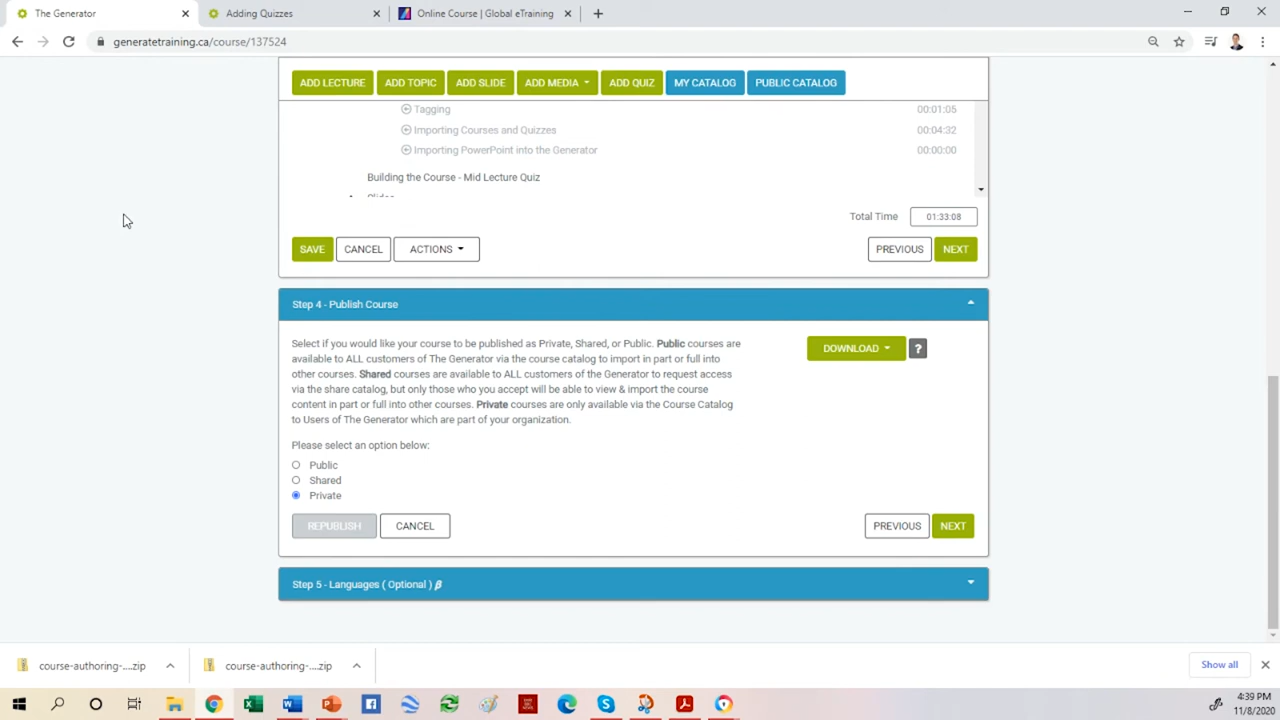 The Generator
Adding Quizzes
Online Course | Global eTraining
generatetraining.ca/course/137524
ADD LECTURE ADD TOPIC ADD SLIDE ADD MEDIA ADD QUIZ MY CATALOG PUBLIC CATALOG
Tagging 00:01:05
Importing Courses and Quizzes 00:04:32
Importing PowerPoint into the Generator 00:00:00
Building the Course - Mid Lecture Quiz
Slides
Total Time 01:33:08
SAVE CANCEL ACTIONS PREVIOUS NEXT
Step 4 - Publish Course
Select if you would like your course to be published as Private, Shared, or Public. Public courses are
available to ALL customers of The Generator via the course catalog to import in part or full into
other courses. Shared courses are available to ALL customers of the Generator to request access
via the share catalog, but only those who you accept will be able to view & import the course
content in part or full into other courses. Private courses are only available via the Course Catalog
to Users of The Generator which are part of your organization.
DOWNLOAD ?
Please select an option below:
Public
Shared
Private
REPUBLISH CANCEL PREVIOUS NEXT
Step 5 - Languages ( Optional ) β
course-authoring-....zip course-authoring-....zip Show all
4:39 PM
11/8/2020